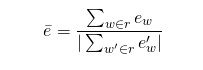 ē = ∑_{w∈r} e_w / |∑_{w'∈r} e'_w|